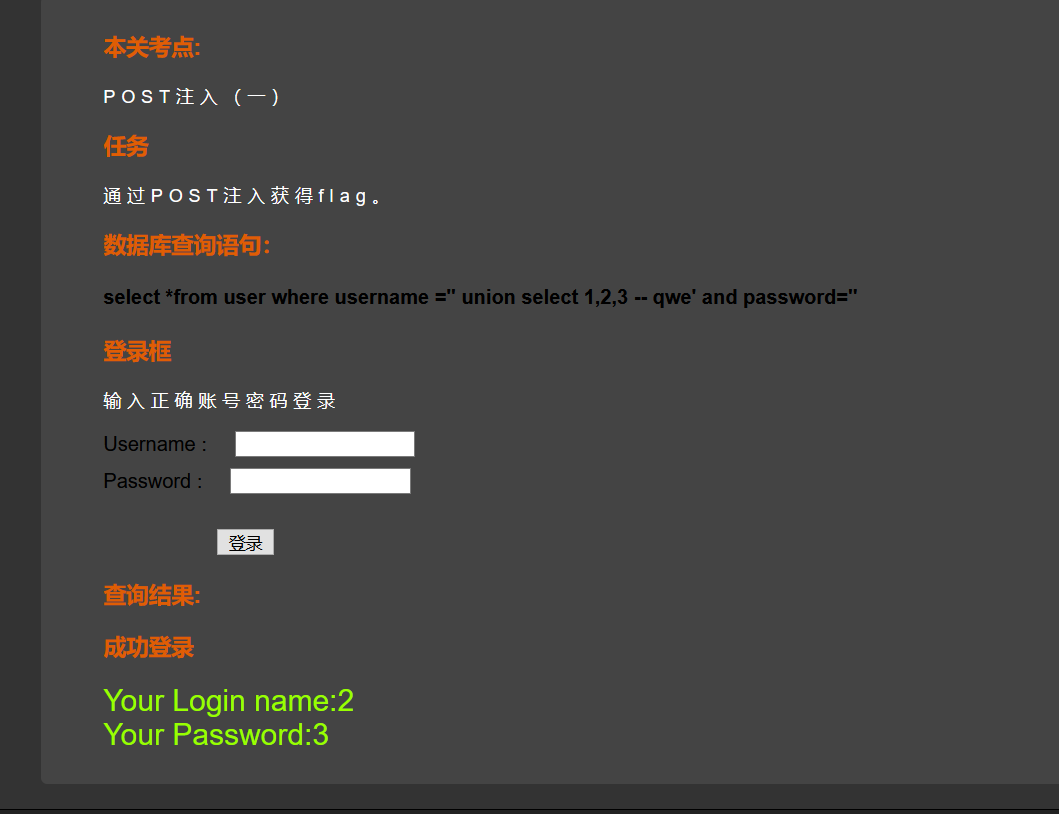 本关考点:
POST注入（一）
任务
通过POST注入获得flag。
数据库查询语句：
select *from user where username ='' union select 1,2,3 -- qwe' and password=''
登录框
输入正确账号密码登录
Username :
Password :
登录
查询结果:
成功登录
Your Login name:2
Your Password:3